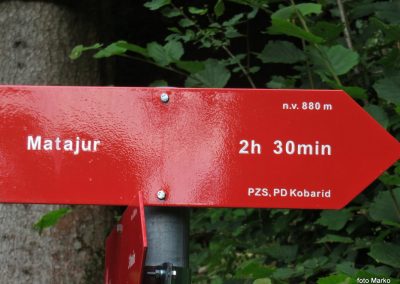 n.v. 880 m
Matajur
2h 30min
PZS, PD Kobarid
foto Marko